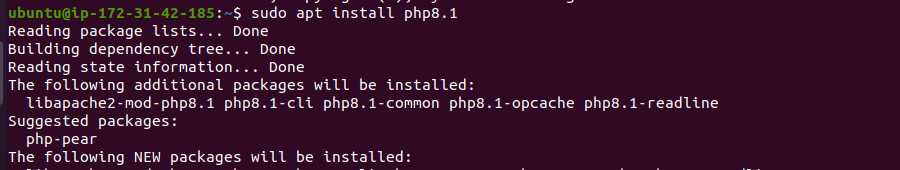 ubuntu@ip-172-31-42-185:~$ sudo apt install php8.1
Reading package lists... Done
Building dependency tree... Done
Reading state information... Done
The following additional packages will be installed:
  libapache2-mod-php8.1 php8.1-cli php8.1-common php8.1-opcache php8.1-readline
Suggested packages:
  php-pear
The following NEW packages will be installed: